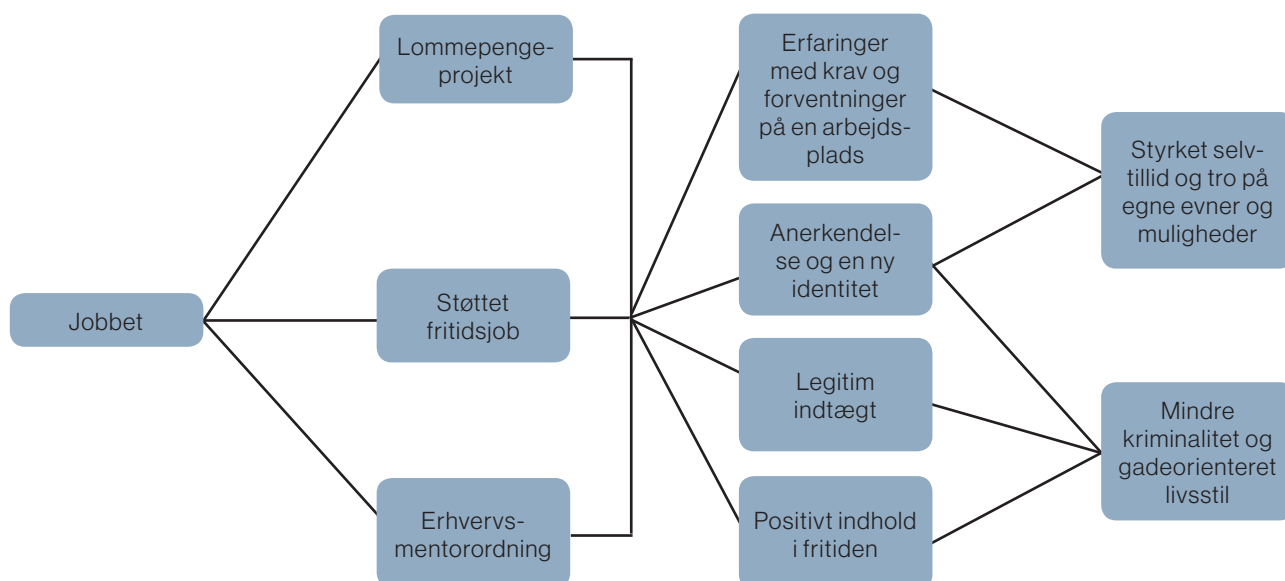 Jobbet
Lommepenge-
projekt
Støttet
fritidsjob
Erhvervs-
mentorordning
Erfaringer
med krav og
forventninger
på en arbejds-
plads
Anerkendel-
se og en ny
identitet
Legitim
indtægt
Positivt indhold
i fritiden
Styrket selv-
tillid og tro på
egne evner og
muligheder
Mindre
kriminalitet og
gadeorienteret
livsstil